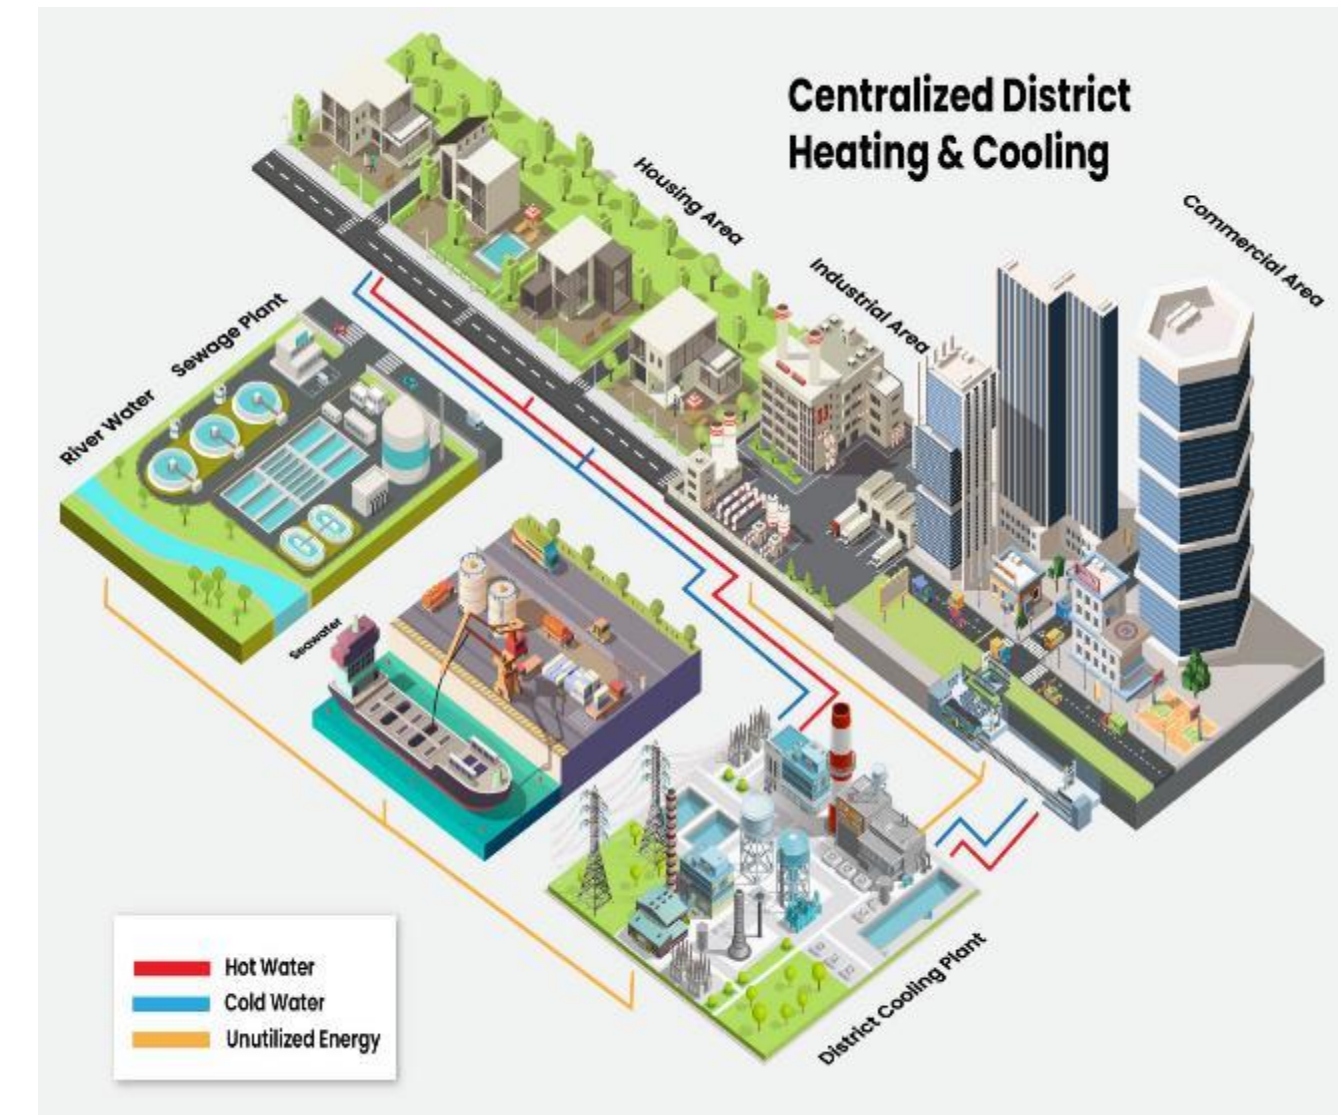 Centralized District
Heating & Cooling
Housing Area
Industrial Area
Commercial Area
Sewage Plant
River Water
Seawater
District Cooling Plant
Hot Water
Cold Water
Unutilized Energy